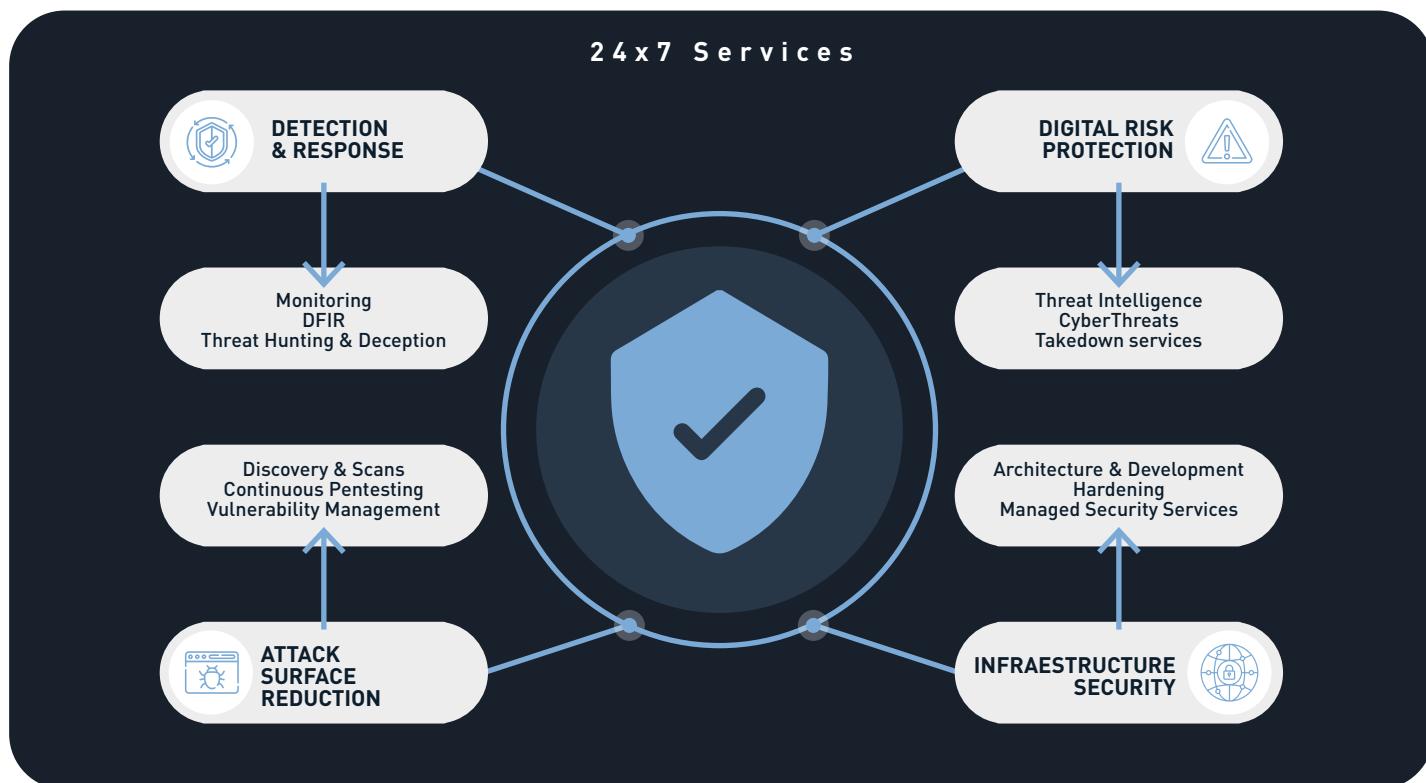 24x7 Services
DETECTION
& RESPONSE
DIGITAL RISK
PROTECTION
Monitoring
DFIR
Threat Hunting & Deception
Threat Intelligence
CyberThreats
Takedown services
Discovery & Scans
Continuous Pentesting
Vulnerability Management
Architecture & Development
Hardening
Managed Security Services
ATTACK
SURFACE
REDUCTION
INFRAESTRUCTURE
SECURITY